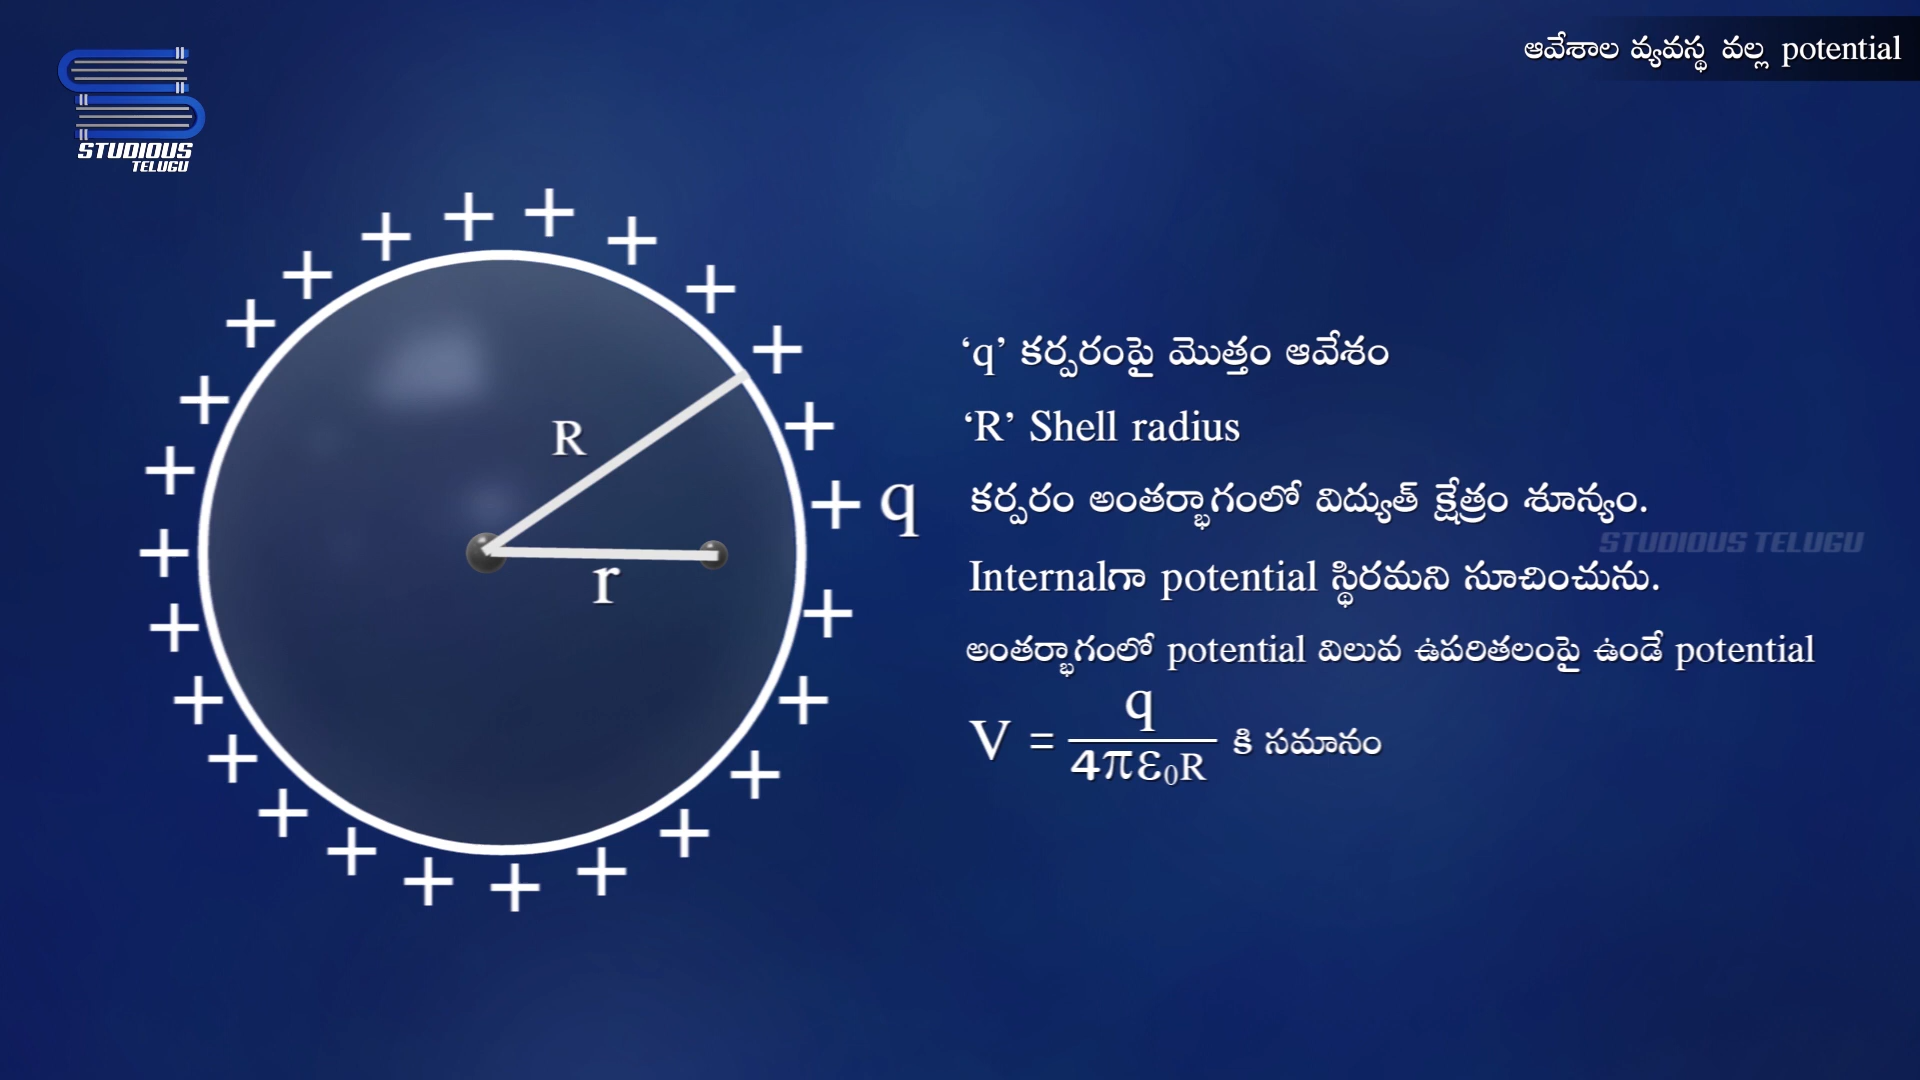 ఆవేశాల వ్యవస్థ వల్ల potential
STUDIOUS
TELUGU
R
r
q
‘q’ కర్పరంపై మొత్తం ఆవేశం
‘R’ Shell radius
కర్పరం అంతర్భాగంలో విద్యుత్ క్షేత్రం శూన్యం.
STUDIOUS TELUGU
Internalగా potential స్థిరమని సూచించును.
అంతర్భాగంలో potential విలువ ఉపరితలంపై ఉండే potential
V = q / 4πε₀R కి సమానం